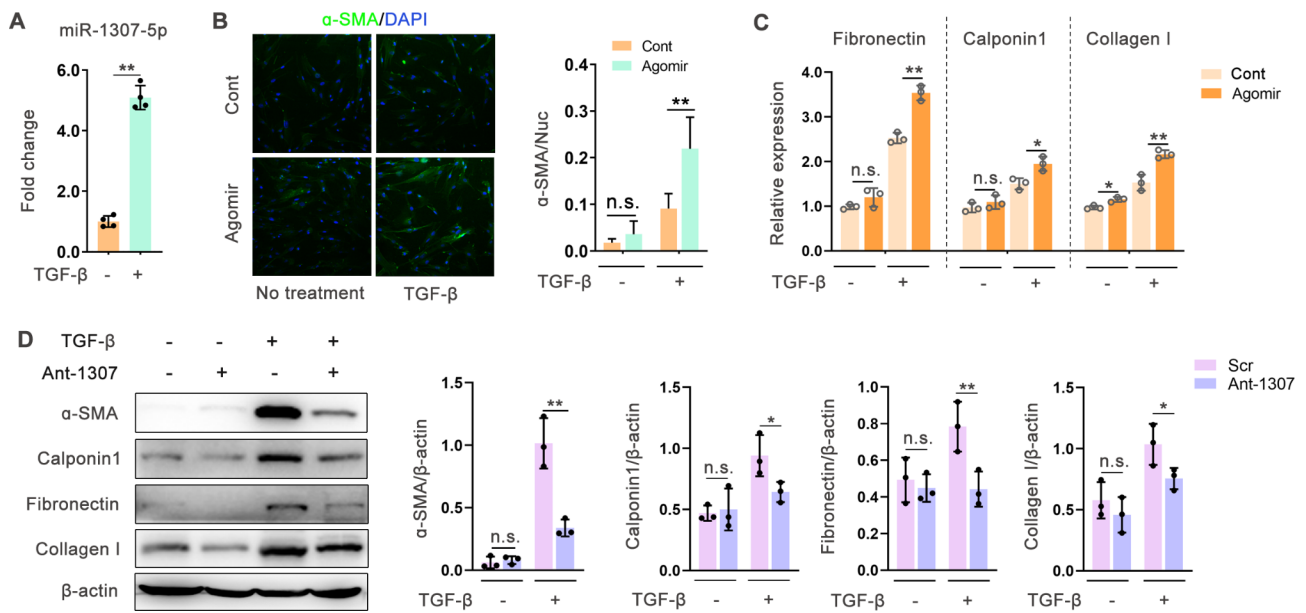 A
miR-1307-5p
Fold change
6.0
4.0
2.0
0.0
**
TGF-β - +
B
α-SMA/DAPI
Cont
Agomir
No treatment TGF-β
α-SMA/Nuc
0.4
0.3
0.2
0.1
0.0
Cont
Agomir
n.s.
**
TGF-β - +
C
Fibronectin Calponin1 Collagen I
Relative expression
4.0
3.0
2.0
1.0
0.0
Cont
Agomir
n.s. ** n.s. * * **
TGF-β - + - + - +
D
TGF-β - - + +
Ant-1307 - + - +
α-SMA
Calponin1
Fibronectin
Collagen I
β-actin
α-SMA/β-actin
1.5
1.0
0.5
0.0
n.s. **
TGF-β - +
Calponin1/β-actin
1.5
1.0
0.5
0.0
n.s. *
TGF-β - +
Fibronectin/β-actin
0.8
0.6
0.4
0.2
0.0
1.0
n.s. **
TGF-β - +
Collagen I/β-actin
1.5
1.0
0.5
0.0
n.s. *
TGF-β - +
Scr
Ant-1307